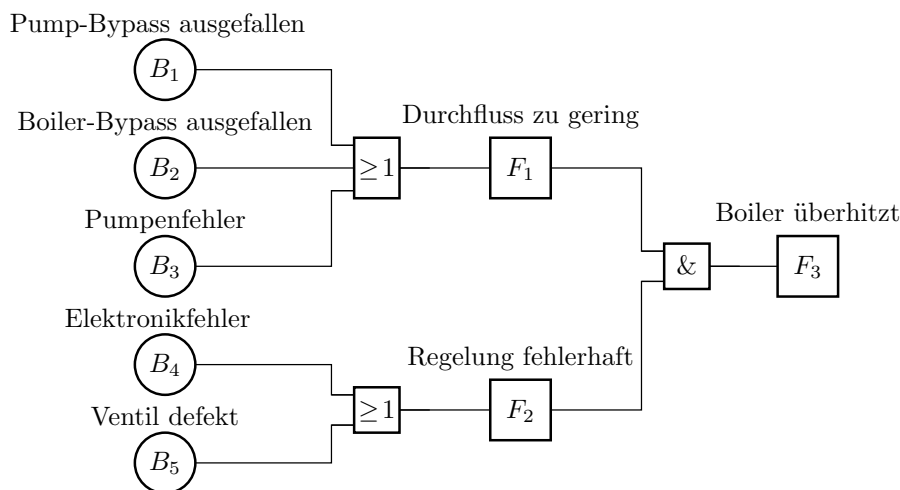 Pump-Bypass ausgefallen
B₁
Boiler-Bypass ausgefallen
B₂
Pumpenfehler
B₃
≥1
Durchfluss zu gering
F₁
Elektronikfehler
B₄
Ventil defekt
B₅
≥1
Regelung fehlerhaft
F₂
&
Boiler überhitzt
F₃